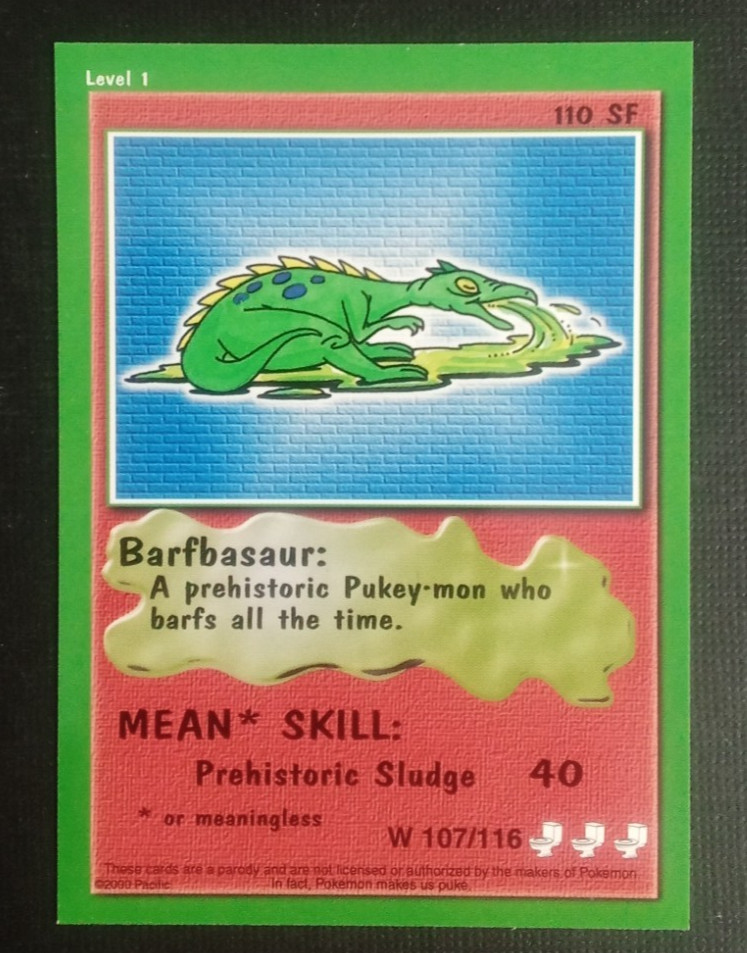 Level 1
110 SF
Barfbasaur:
A prehistoric Pukey-mon who
barfs all the time.
MEAN* SKILL:
Prehistoric Sludge 40
* or meaningless
W 107/116
These cards are a parody and are not licensed or authorized by the makers of Pokemon.
©2000 Pacific In fact, Pokemon makes us puke.